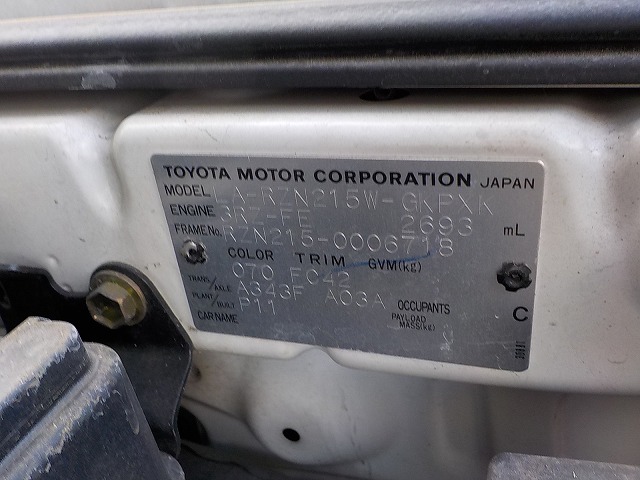 TOYOTA MOTOR CORPORATION JAPAN
MODEL LA-RZN215W-GKPXK
ENGINE 3RZ-FE 2693 mL
FRAME No. RZN215-0006718
COLOR TRIM GVM(kg)
070 FC42
TRANS/AXLE A343F A03A
PLANT/BUILT P11 OCCUPANTS
CAR NAME PAYLOAD MASS(kg) C